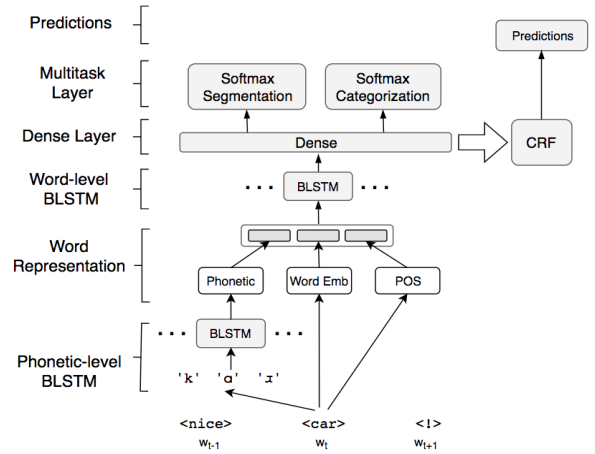 Predictions
Predictions
Multitask
Layer
Softmax
Segmentation
Softmax
Categorization
Dense Layer
Dense
CRF
Word-level
BLSTM
. . .
BLSTM
. . .
Word
Representation
Phonetic
Word Emb
POS
. . .
BLSTM
. . .
Phonetic-level
BLSTM
'k' 'ɑ' 'ɹ'
<nice> <car> <!>
wt-1 wt wt+1